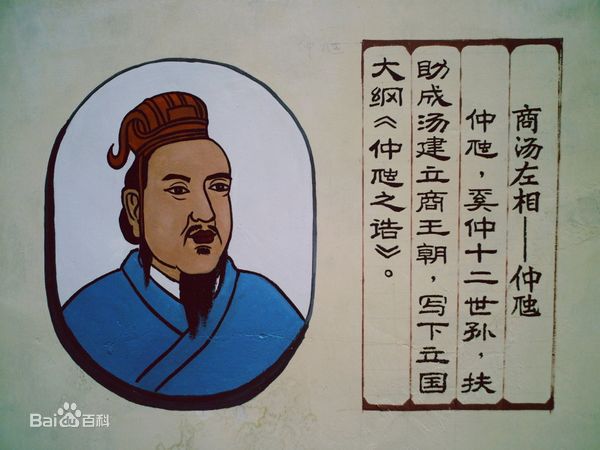 商汤左相——仲虺
仲虺，奚仲十二世孙，扶
助成汤建立商王朝，写下立国
大纲《仲虺之诰》。
Bai百科